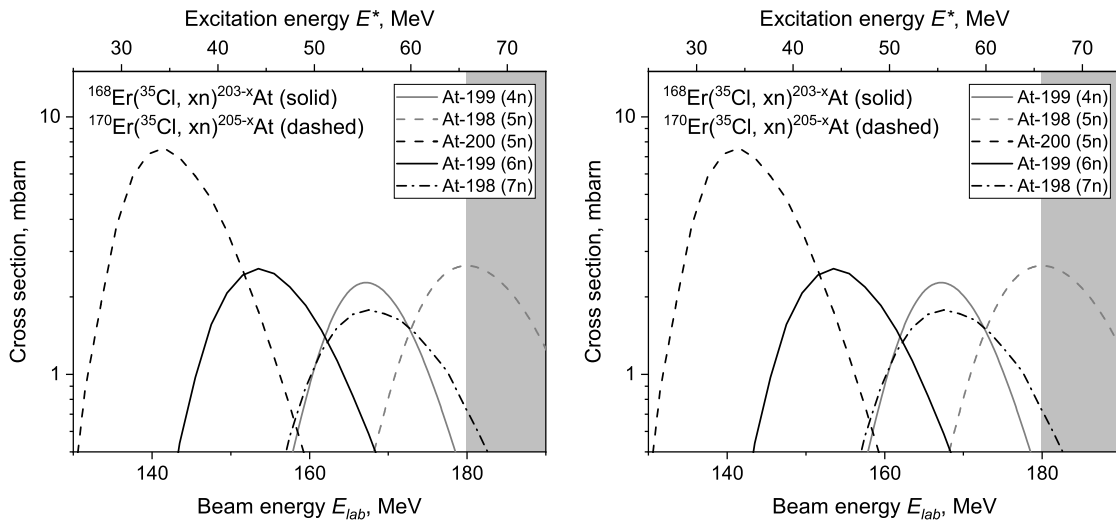 Excitation energy E*, MeV
30 40 50 60 70
¹⁶⁸Er(³⁵Cl, xn)²⁰³⁻ˣAt (solid)
¹⁷⁰Er(³⁵Cl, xn)²⁰⁵⁻ˣAt (dashed)
At-199 (4n)
At-198 (5n)
At-200 (5n)
At-199 (6n)
At-198 (7n)
10
1
Cross section, mbarn
140 160 180
Beam energy E_lab, MeV
Excitation energy E*, MeV
30 40 50 60 70
¹⁶⁸Er(³⁵Cl, xn)²⁰³⁻ˣAt (solid)
¹⁷⁰Er(³⁵Cl, xn)²⁰⁵⁻ˣAt (dashed)
At-199 (4n)
At-198 (5n)
At-200 (5n)
At-199 (6n)
At-198 (7n)
10
1
Cross section, mbarn
140 160 180
Beam energy E_lab, MeV